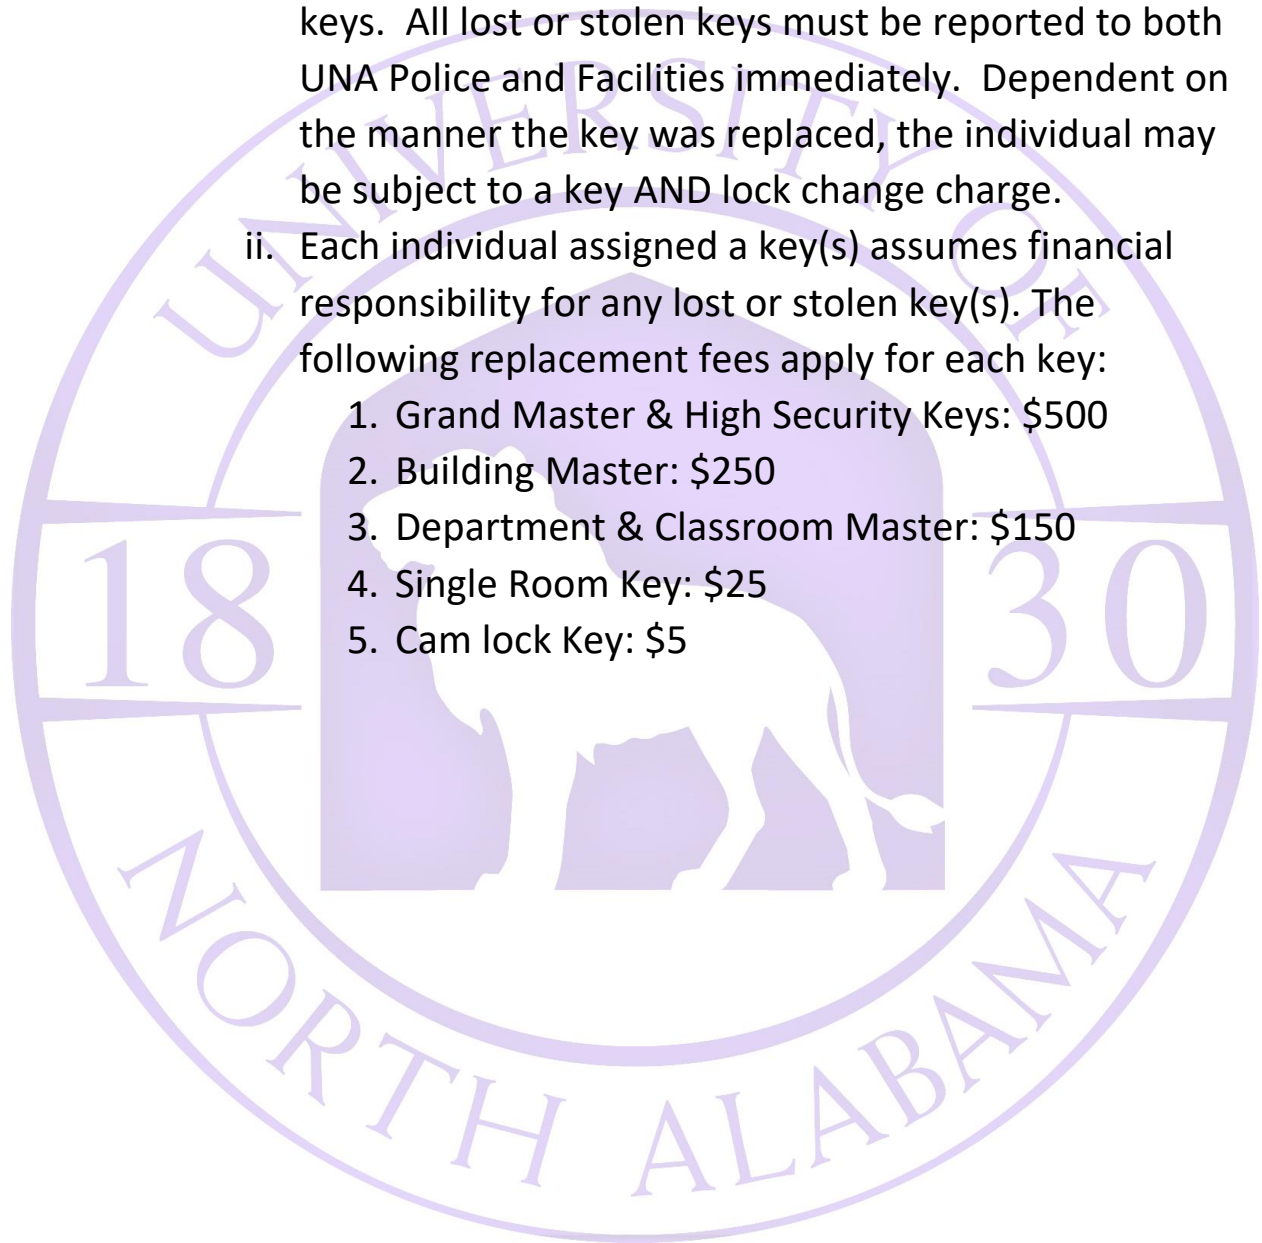 keys.  All lost or stolen keys must be reported to both
UNA Police and Facilities immediately.  Dependent on
the manner the key was replaced, the individual may
be subject to a key AND lock change charge.
ii. Each individual assigned a key(s) assumes financial
responsibility for any lost or stolen key(s). The
following replacement fees apply for each key:
1. Grand Master & High Security Keys: $500
2. Building Master: $250
3. Department & Classroom Master: $150
4. Single Room Key: $25
5. Cam lock Key: $5
UNIVERSITY OF
18 30
NORTH ALABAMA